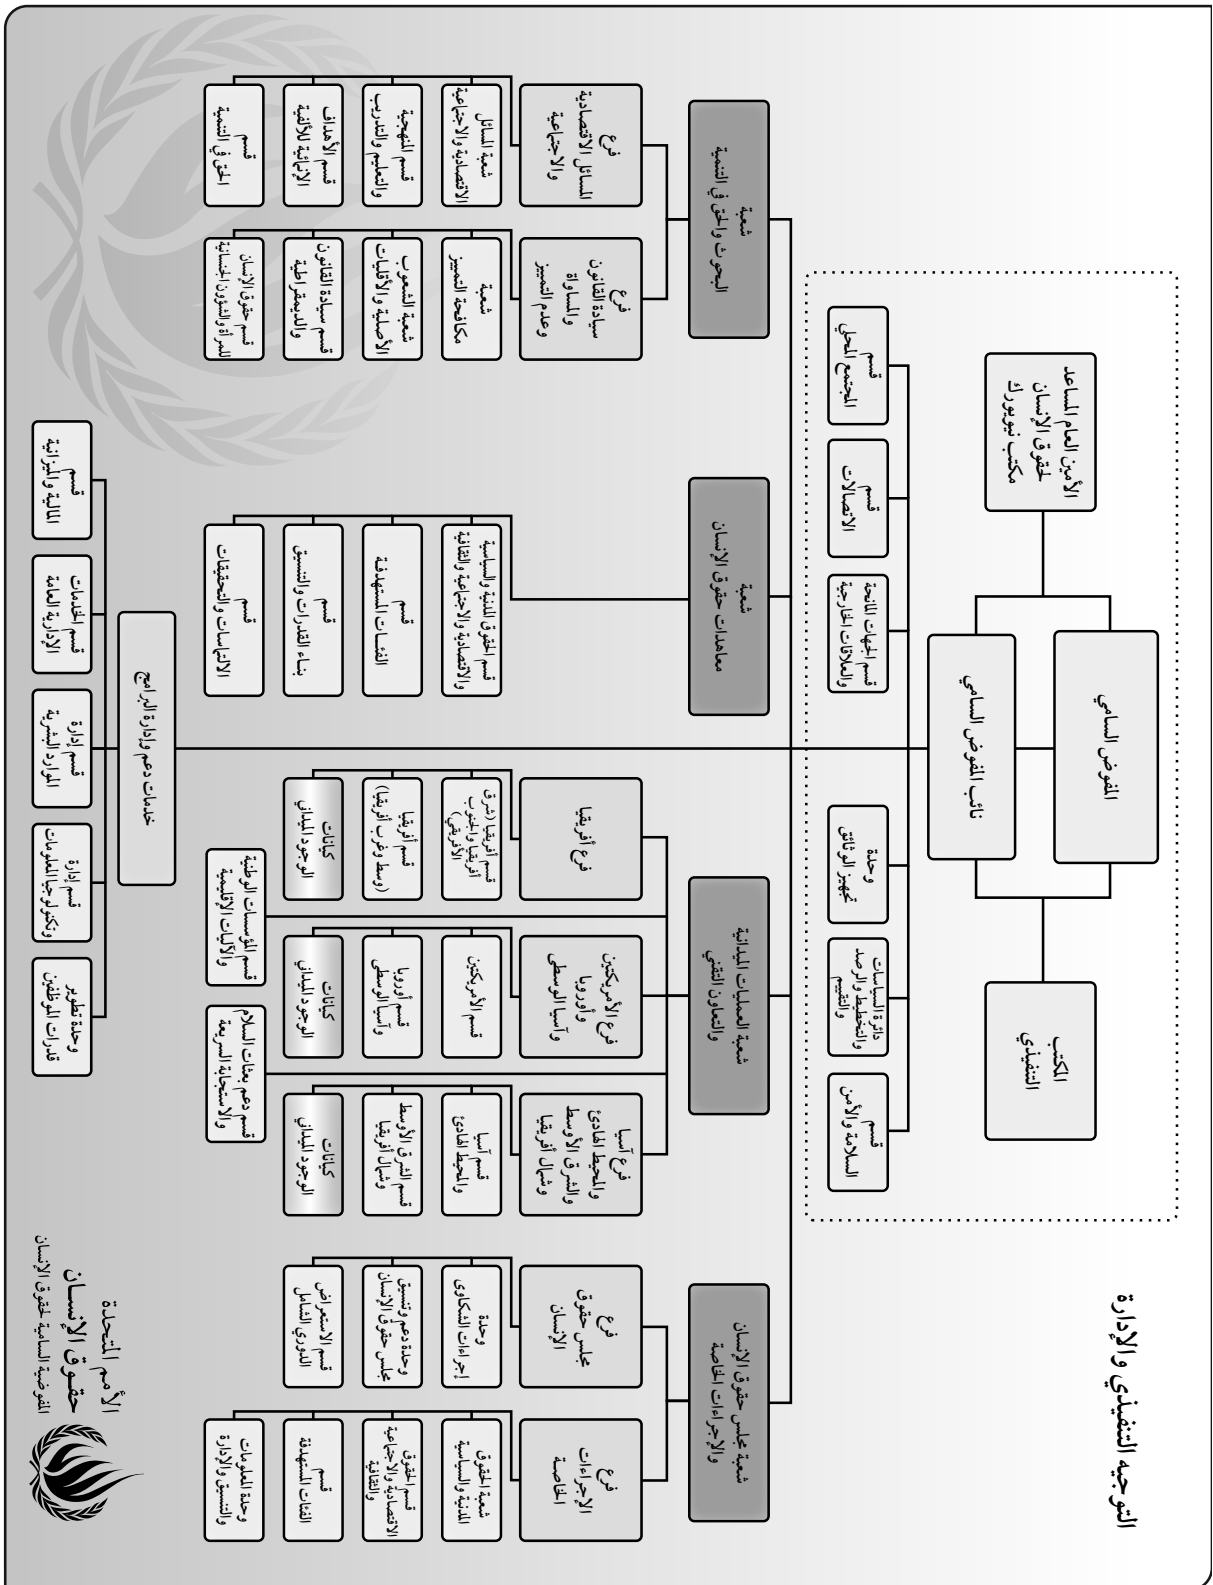 التوجيه التنفيذي والإدارة
المفوض السامي
نائب المفوض السامي
الأمين العام المساعد
لحقوق الإنسان
مكتب نيويورك
المكتب
التنفيذي
قسم
السلامة والأمن
دائرة السياسات
والتخطيط والرصد
والتقييم
وحدة
تجهيز الوثائق
قسم الجهات المانحة
والعلاقات الخارجية
قسم
الاتصالات
قسم
المجتمع المحلي
شعبة مجلس حقوق الإنسان
والإجراءات الخاصة
فرع
الإجراءات
الخاصة
شعبة الحقوق
المدنية والسياسية
قسم الحقوق
الاقتصادية والاجتماعية
والثقافية
قسم
الفئات المستهدفة
وحدة المعلومات
والتنسيق والإدارة
فرع
مجلس حقوق
الإنسان
وحدة
إجراءات الشكاوى
وحدة دعم وتنسيق
مجلس حقوق الإنسان
قسم الاستعراض
الدوري الشامل
شعبة العمليات الميدانية
والتعاون التقني
فرع آسيا
والمحيط الهادئ
والشرق الأوسط
وشمال أفريقيا
قسم آسيا
والمحيط الهادئ
قسم الشرق الأوسط
وشمال أفريقيا
كيانات
الوجود الميداني
فرع الأمريكتين
وأوروبا
وآسيا الوسطى
قسم الأمريكتين
قسم أوروبا
وآسيا الوسطى
كيانات
الوجود الميداني
فرع أفريقيا
قسم أفريقيا (شرق
أفريقيا والجنوب
الأفريقي)
قسم أفريقيا
(وسط وغرب أفريقيا)
كيانات
الوجود الميداني
قسم دعم بعثات السلام
والاستجابة السريعة
قسم المؤسسات الوطنية
والآليات الإقليمية
شعبة
معاهدات حقوق الإنسان
قسم الحقوق المدنية والسياسية
والاقتصادية والاجتماعية والثقافية
قسم
الفئات المستهدفة
قسم
بناء القدرات والتنسيق
قسم
الالتماسات والتحقيقات
شعبة
البحوث والحق في التنمية
فرع
سيادة القانون
والمساواة
وعدم التمييز
شعبة
مكافحة التمييز
شعبة الشعوب
الأصلية والأقليات
قسم سيادة القانون
والديمقراطية
قسم حقوق الإنسان
للمرأة والشؤون الجنسانية
فرع
المسائل الاقتصادية
والاجتماعية
شعبة المسائل
الاقتصادية والاجتماعية
قسم المنهجية
والتعليم والتدريب
قسم الأهداف
الإنمائية للألفية
قسم
الحق في التنمية
خدمات دعم وإدارة البرامج
وحدة تطوير
قدرات الموظفين
قسم إدارة
وتكنولوجيا المعلومات
قسم إدارة
الموارد البشرية
قسم الخدمات
الإدارية العامة
قسم
المالية والميزانية
الأمم المتحدة
حقوق الإنسان
المفوضية السامية لحقوق الإنسان